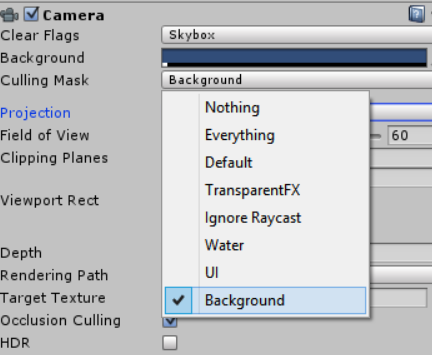 Camera
Clear Flags Skybox
Background
Culling Mask Background
Nothing
Projection
Everything
Field of View 60
Default
Clipping Planes
TransparentFX
Viewport Rect
Ignore Raycast
Water
Depth
UI
Rendering Path
Target Texture Background
Occlusion Culling
HDR